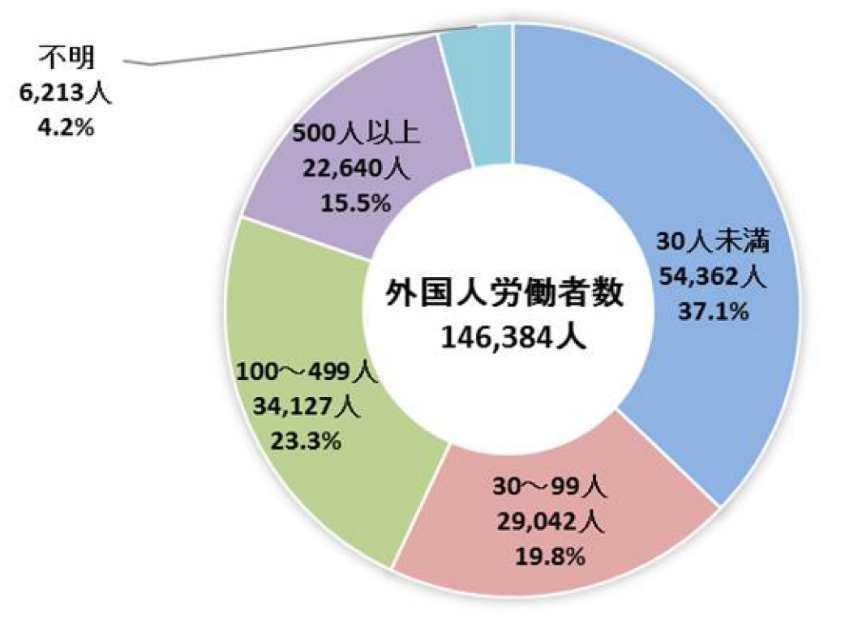 不明
6,213人
4.2%
500人以上
22,640人
15.5%
30人未満
54,362人
37.1%
外国人労働者数
146,384人
100～499人
34,127人
23.3%
30～99人
29,042人
19.8%